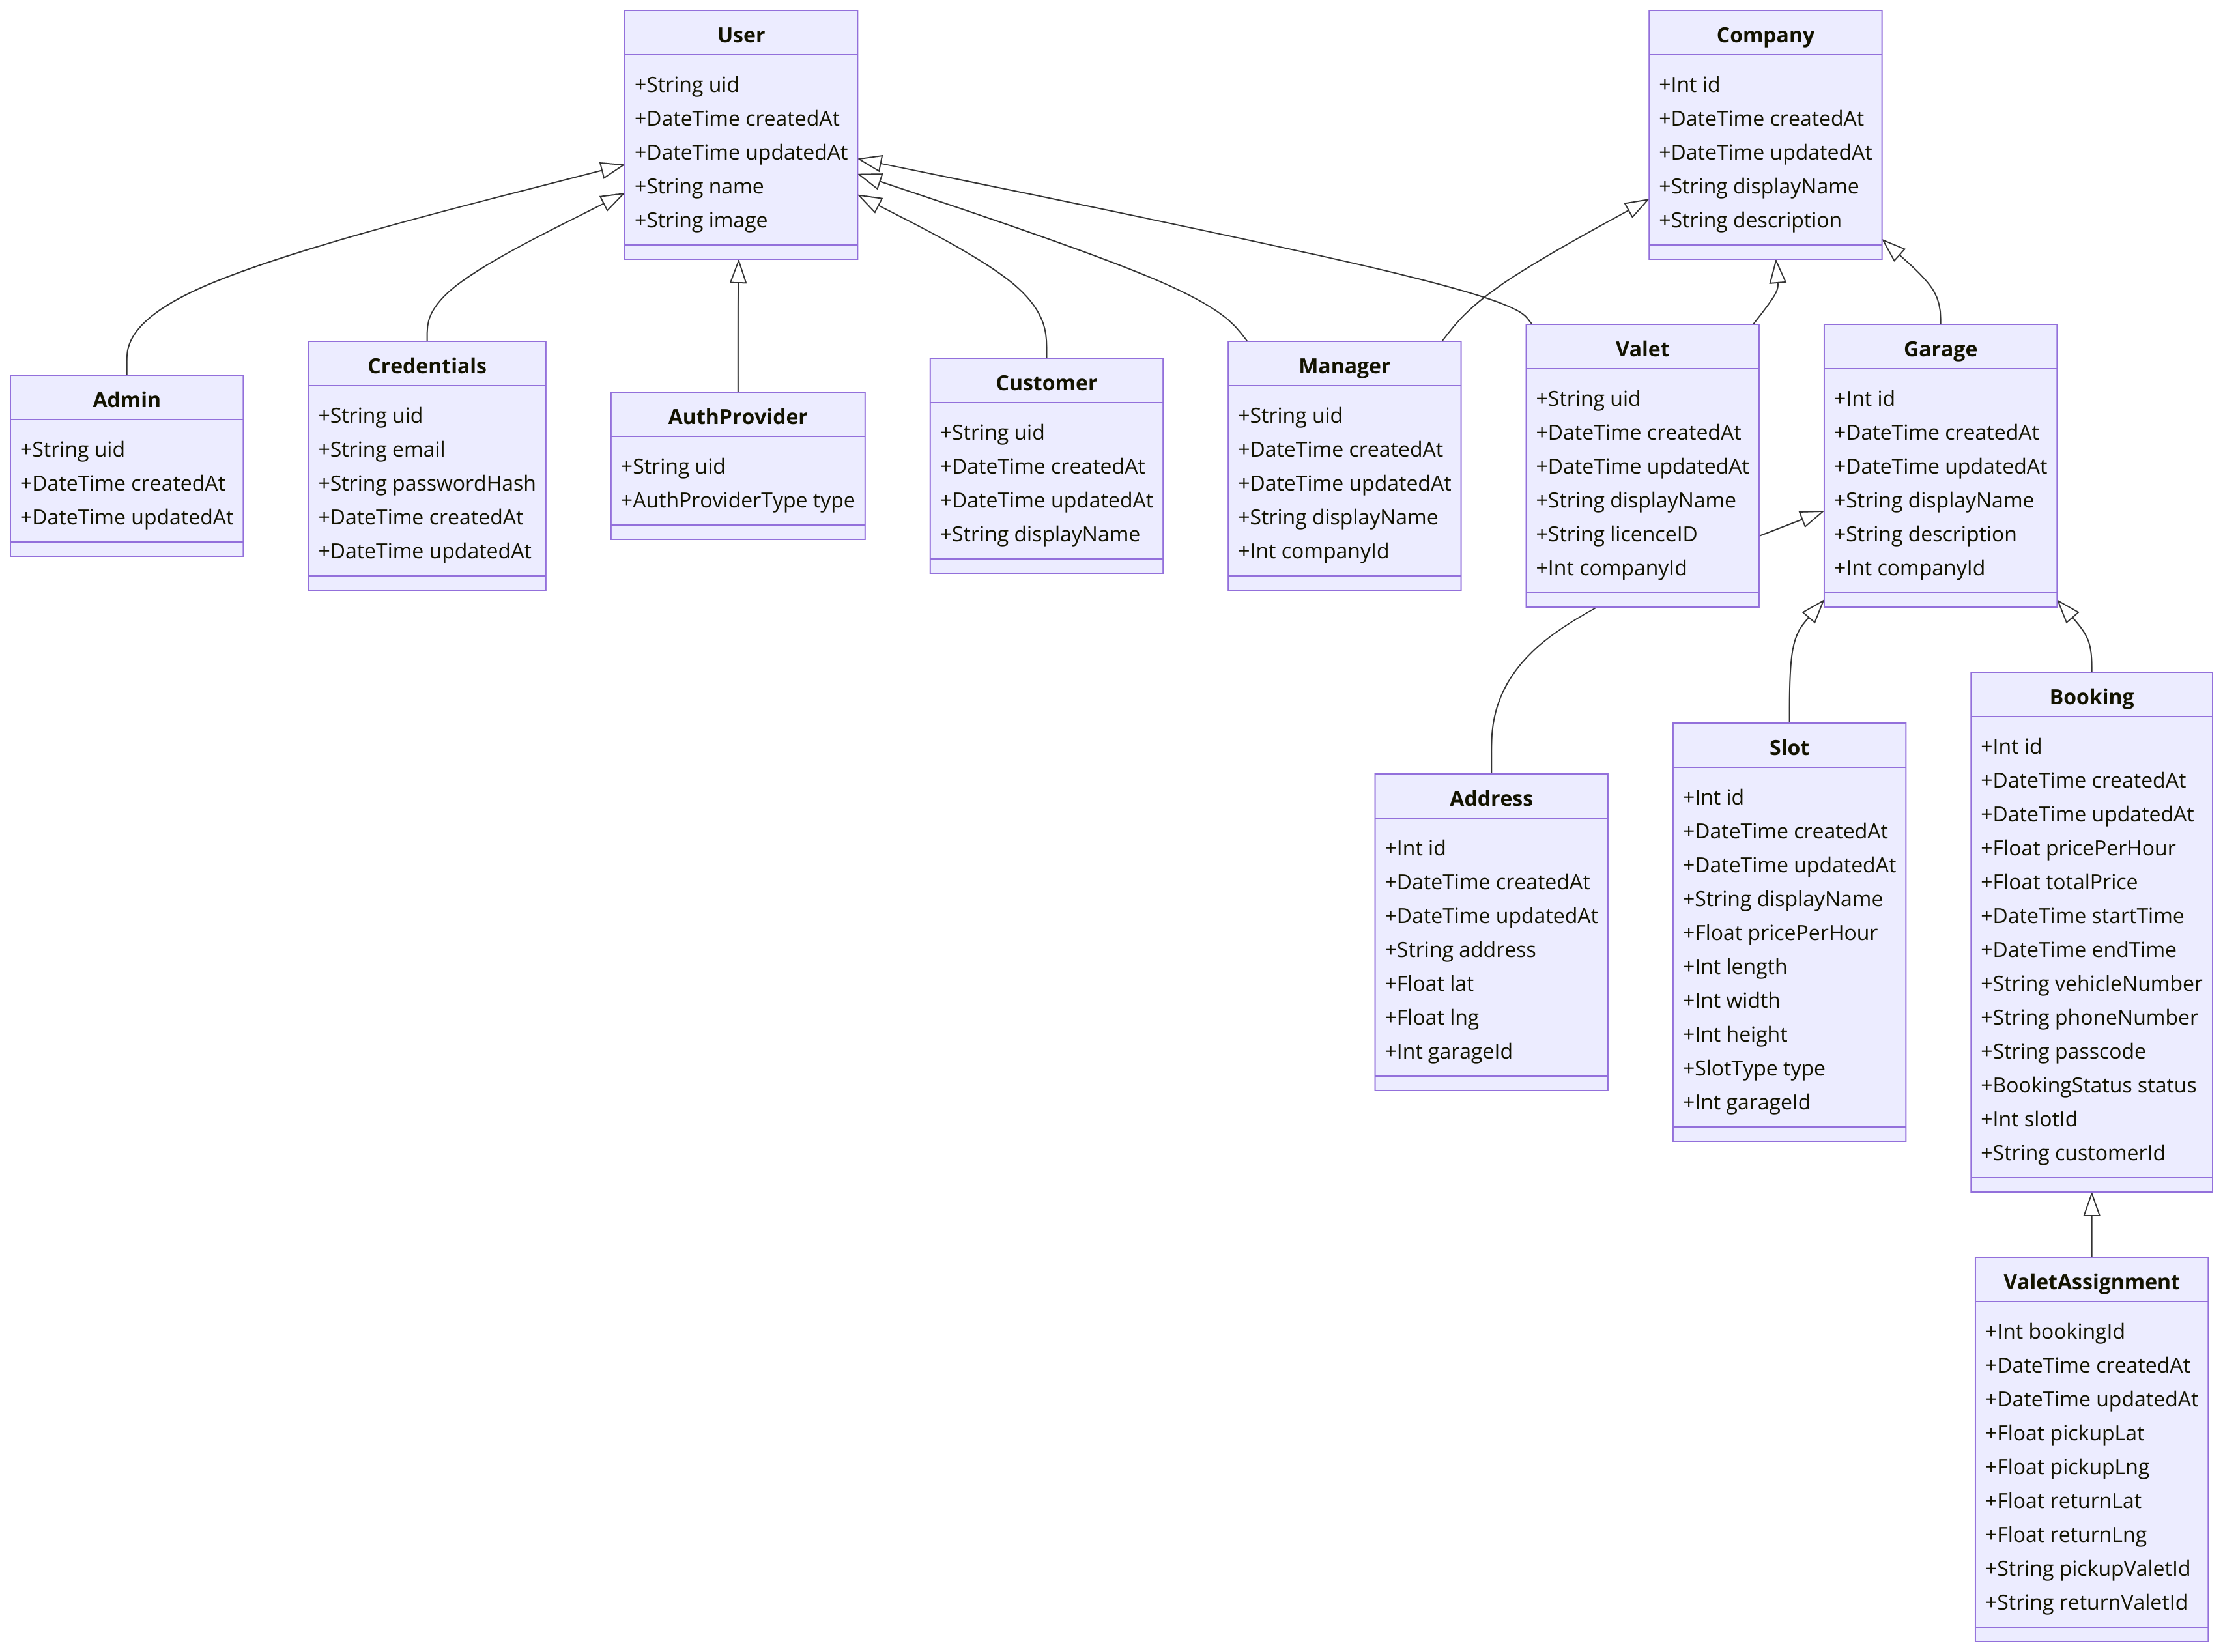 User
+String uid
+DateTime createdAt
+DateTime updatedAt
+String name
+String image
Company
+Int id
+DateTime createdAt
+DateTime updatedAt
+String displayName
+String description
Admin
+String uid
+DateTime createdAt
+DateTime updatedAt
Credentials
+String uid
+String email
+String passwordHash
+DateTime createdAt
+DateTime updatedAt
AuthProvider
+String uid
+AuthProviderType type
Customer
+String uid
+DateTime createdAt
+DateTime updatedAt
+String displayName
Manager
+String uid
+DateTime createdAt
+DateTime updatedAt
+String displayName
+Int companyId
Valet
+String uid
+DateTime createdAt
+DateTime updatedAt
+String displayName
+String licenceID
+Int companyId
Garage
+Int id
+DateTime createdAt
+DateTime updatedAt
+String displayName
+String description
+Int companyId
Address
+Int id
+DateTime createdAt
+DateTime updatedAt
+String address
+Float lat
+Float lng
+Int garageId
Slot
+Int id
+DateTime createdAt
+DateTime updatedAt
+String displayName
+Float pricePerHour
+Int length
+Int width
+Int height
+SlotType type
+Int garageId
Booking
+Int id
+DateTime createdAt
+DateTime updatedAt
+Float pricePerHour
+Float totalPrice
+DateTime startTime
+DateTime endTime
+String vehicleNumber
+String phoneNumber
+String passcode
+BookingStatus status
+Int slotId
+String customerId
ValetAssignment
+Int bookingId
+DateTime createdAt
+DateTime updatedAt
+Float pickupLat
+Float pickupLng
+Float returnLat
+Float returnLng
+String pickupValetId
+String returnValetId